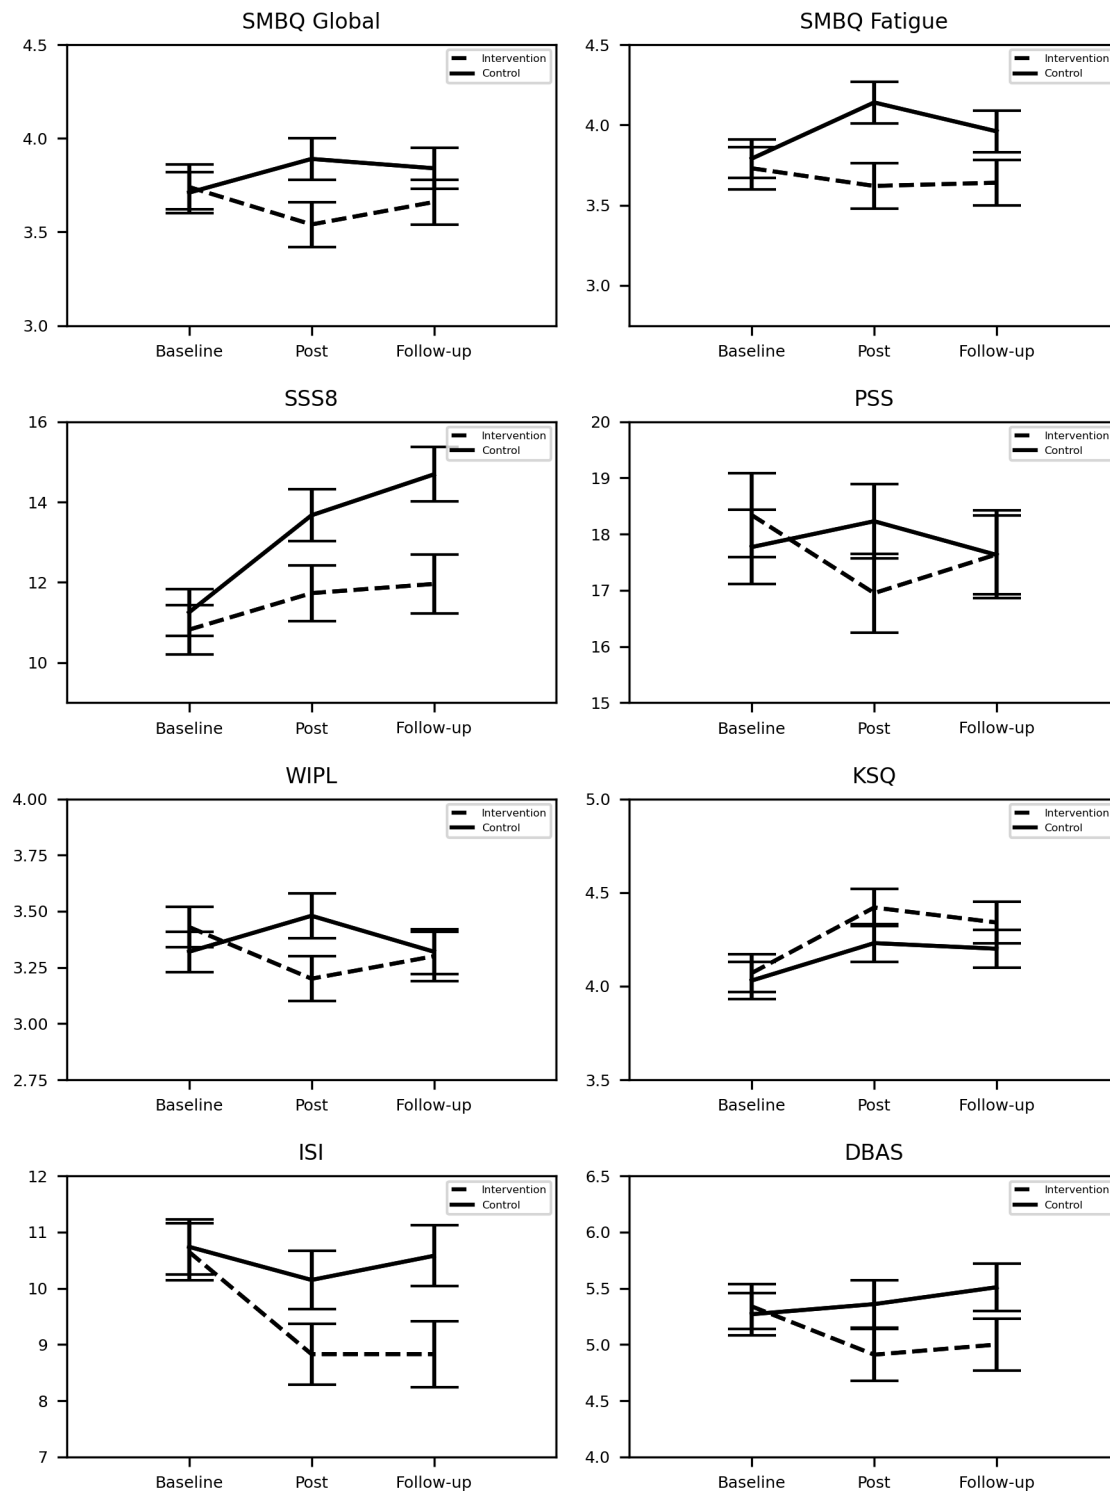 SMBQ Global
4.5
4.0
3.5
3.0
Intervention
Control
Baseline Post Follow-up
SMBQ Fatigue
4.5
4.0
3.5
3.0
Intervention
Control
Baseline Post Follow-up
SSS8
16
14
12
10
Intervention
Control
Baseline Post Follow-up
PSS
20
19
18
17
16
15
Intervention
Control
Baseline Post Follow-up
WIPL
4.00
3.75
3.50
3.25
3.00
2.75
Intervention
Control
Baseline Post Follow-up
KSQ
5.0
4.5
4.0
3.5
Intervention
Control
Baseline Post Follow-up
ISI
12
11
10
9
8
7
Intervention
Control
Baseline Post Follow-up
DBAS
6.5
6.0
5.5
5.0
4.5
4.0
Intervention
Control
Baseline Post Follow-up